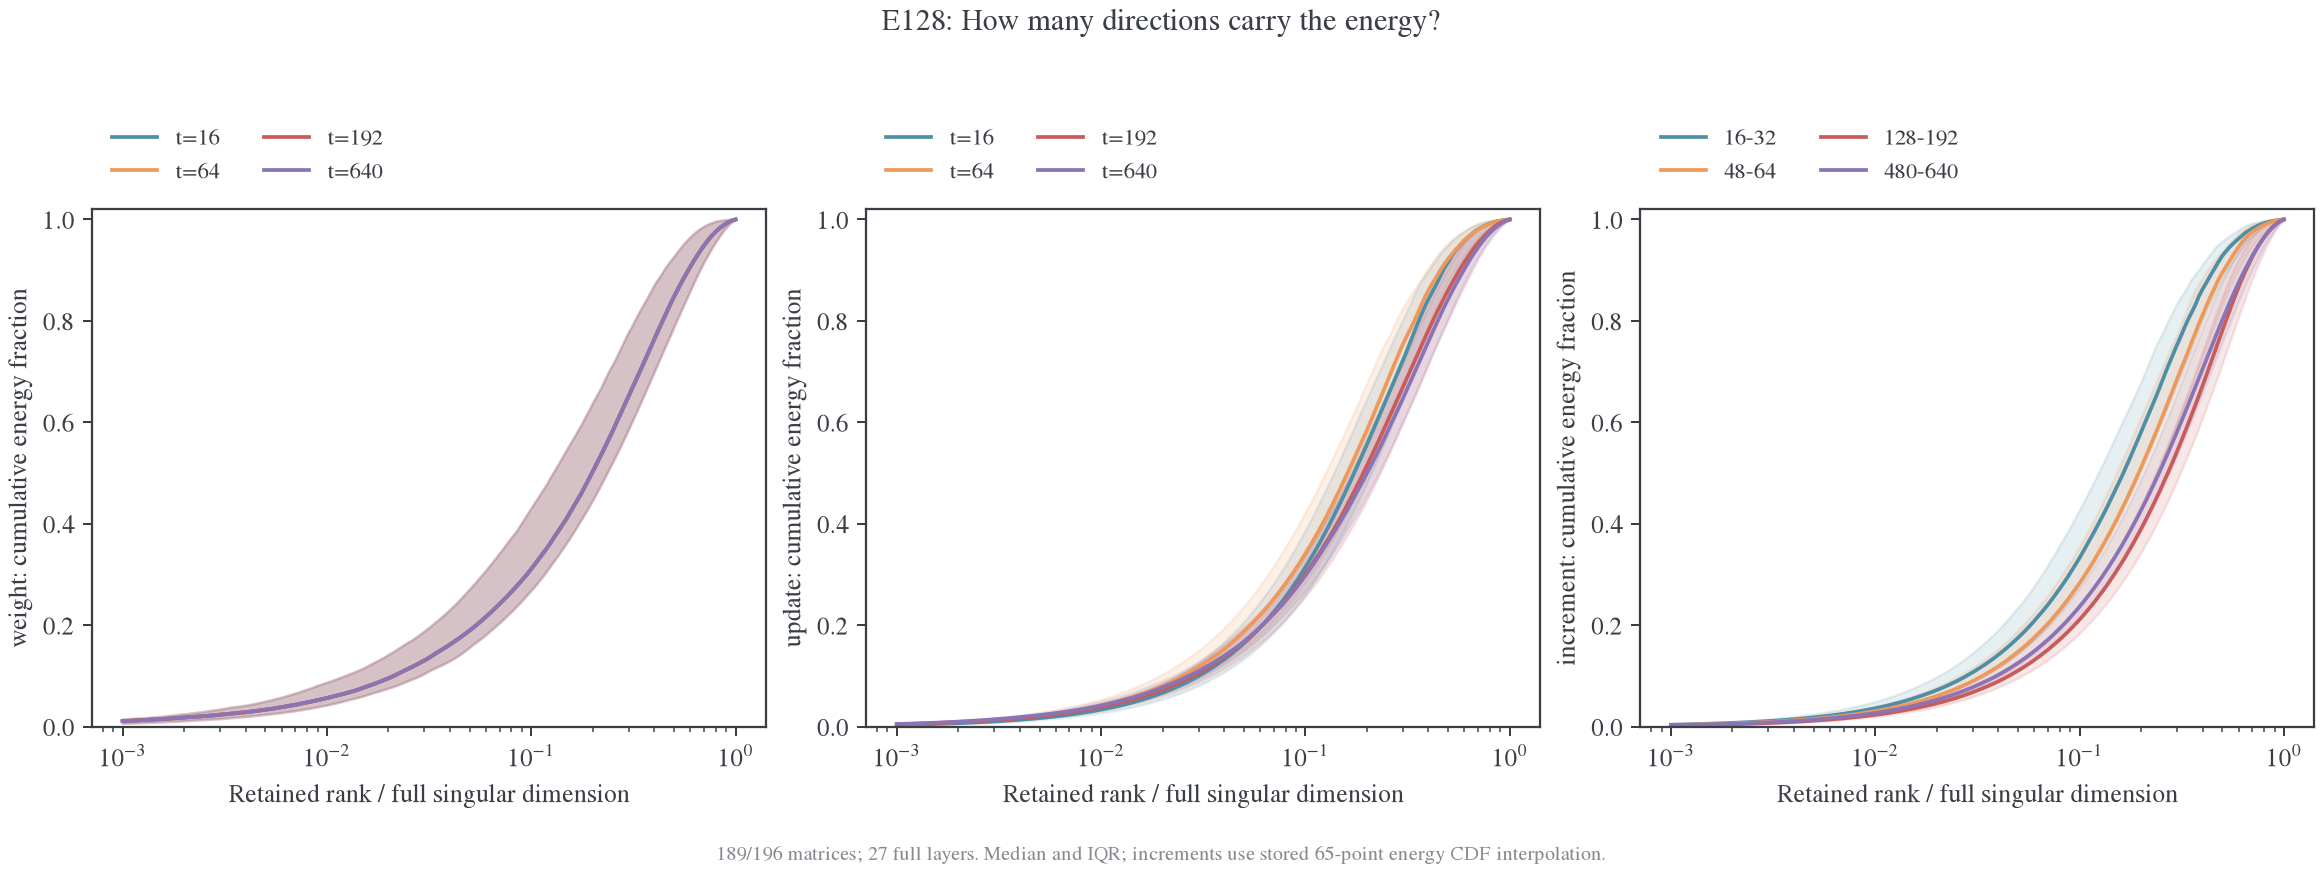 E128: How many directions carry the energy?
t=16
t=64
t=192
t=640
weight: cumulative energy fraction
1.0
0.8
0.6
0.4
0.2
0.0
10⁻³
10⁻²
10⁻¹
10⁰
Retained rank / full singular dimension
t=16
t=64
t=192
t=640
update: cumulative energy fraction
1.0
0.8
0.6
0.4
0.2
0.0
10⁻³
10⁻²
10⁻¹
10⁰
Retained rank / full singular dimension
16-32
48-64
128-192
480-640
increment: cumulative energy fraction
1.0
0.8
0.6
0.4
0.2
0.0
10⁻³
10⁻²
10⁻¹
10⁰
Retained rank / full singular dimension
189/196 matrices; 27 full layers. Median and IQR; increments use stored 65-point energy CDF interpolation.